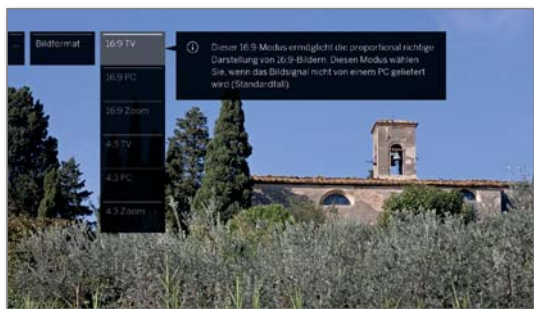 ...
Bildformat
16:9 TV
Dieser 16:9-Modus ermöglicht die proportional richtige
Darstellung von 16:9-Bildern. Diesen Modus wählen
Sie, wenn das Bildsignal nicht von einem PC geliefert
wird (Standardfall).
16:9 PC
16:9 Zoom
4:3 TV
4:3 PC
4:3 Zoom